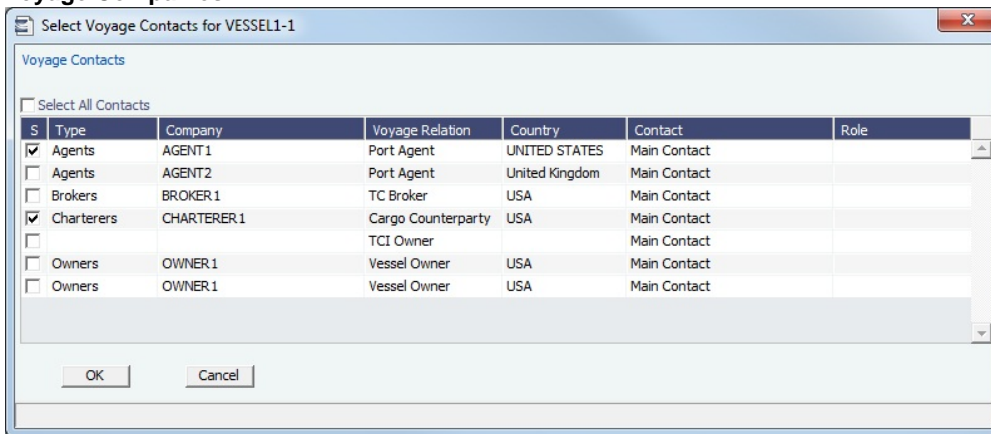 Select Voyage Contacts for VESSEL1-1
Voyage Contacts
Select All Contacts
S Type Company Voyage Relation Country Contact Role
Agents AGENT1 Port Agent UNITED STATES Main Contact
Agents AGENT2 Port Agent United Kingdom Main Contact
Brokers BROKER1 TC Broker USA Main Contact
Charterers CHARTERER1 Cargo Counterparty USA Main Contact
TCI Owner Main Contact
Owners OWNER1 Vessel Owner USA Main Contact
Owners OWNER1 Vessel Owner USA Main Contact
OK Cancel